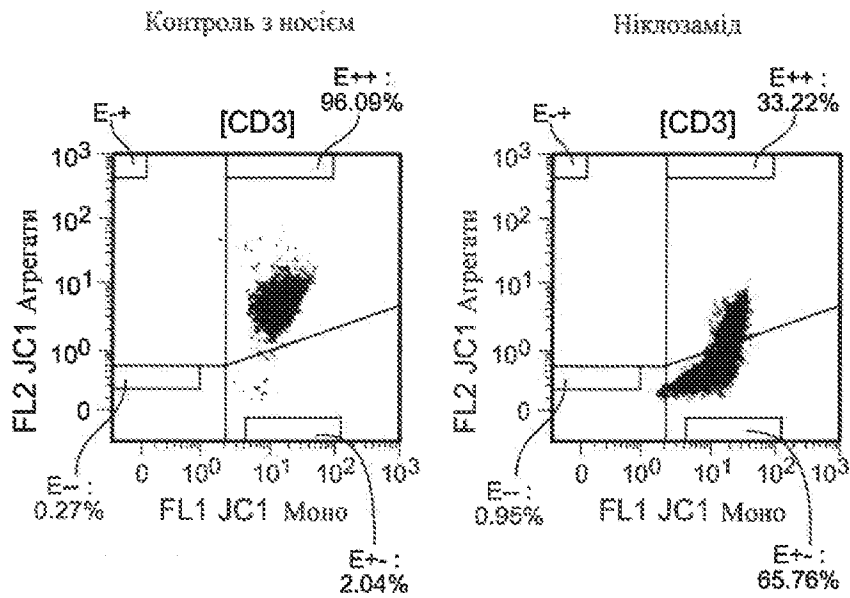 Контроль з носієм
E++ :
96.09%
E-+
[CD3]
10³
10²
10¹
10⁰
0
FL2 JC1 Агрегати
0 10⁰ 10¹ 10² 10³
E-- :
0.27%
FL1 JC1 Моно
E+- :
2.04%
Ніклозамід
E++ :
33.22%
E-+
[CD3]
10³
10²
10¹
10⁰
0
FL2 JC1 Агрегати
0 10⁰ 10¹ 10² 10³
E-- :
0.95%
FL1 JC1 Моно
E+- :
65.76%